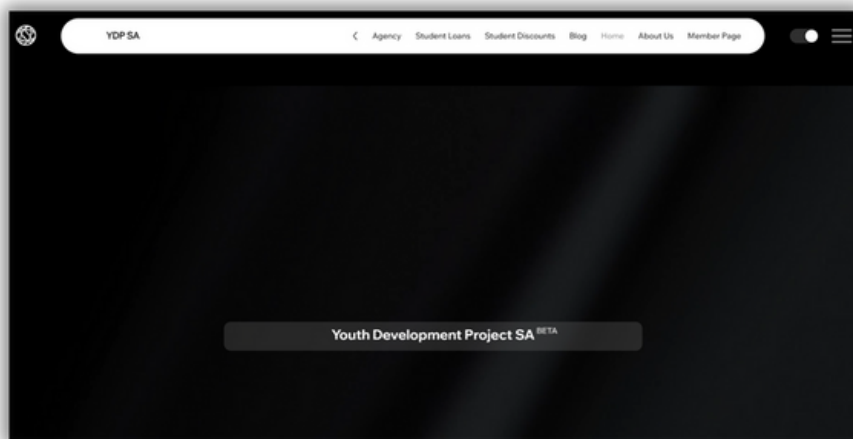 YDP SA < Agency Student Loans Student Discounts Blog Home About Us Member Page
Youth Development Project SA BETA